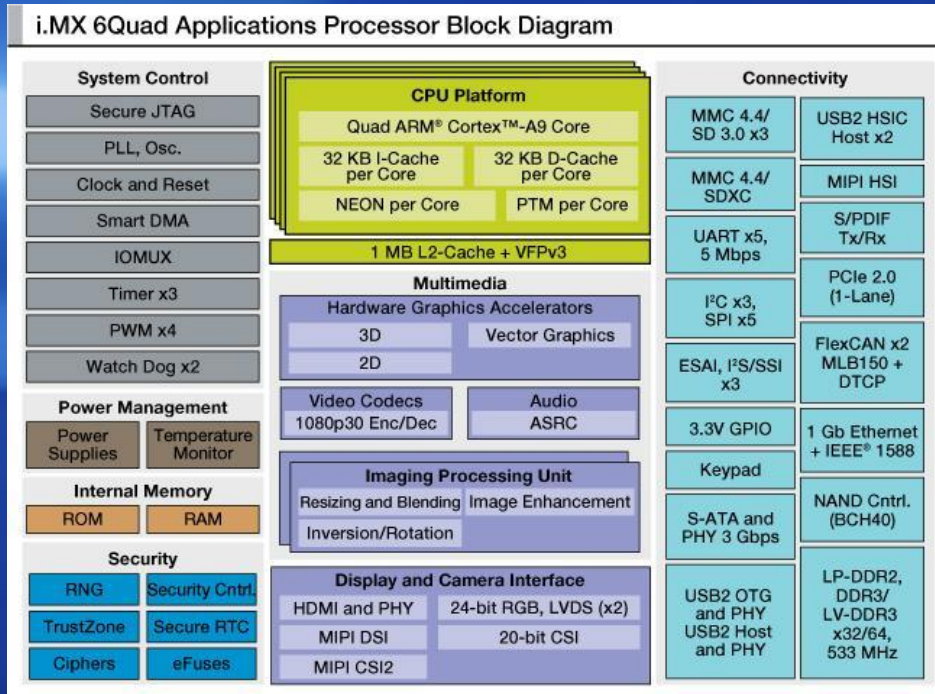 i.MX 6Quad Applications Processor Block Diagram
System Control
Secure JTAG
PLL, Osc.
Clock and Reset
Smart DMA
IOMUX
Timer x3
PWM x4
Watch Dog x2
Power Management
Power
Supplies
Temperature
Monitor
Internal Memory
ROM
RAM
Security
RNG
Security Cntrl.
TrustZone
Secure RTC
Ciphers
eFuses
CPU Platform
Quad ARM® Cortex™-A9 Core
32 KB I-Cache
per Core
32 KB D-Cache
per Core
NEON per Core
PTM per Core
1 MB L2-Cache + VFPv3
Multimedia
Hardware Graphics Accelerators
3D
Vector Graphics
2D
Video Codecs
1080p30 Enc/Dec
Audio
ASRC
Imaging Processing Unit
Resizing and Blending
Image Enhancement
Inversion/Rotation
Display and Camera Interface
HDMI and PHY
24-bit RGB, LVDS (x2)
MIPI DSI
20-bit CSI
MIPI CSI2
Connectivity
MMC 4.4/
SD 3.0 x3
MMC 4.4/
SDXC
UART x5,
5 Mbps
I²C x3,
SPI x5
ESAI, I²S/SSI
x3
3.3V GPIO
Keypad
S-ATA and
PHY 3 Gbps
USB2 OTG
and PHY
USB2 Host
and PHY
USB2 HSIC
Host x2
MIPI HSI
S/PDIF
Tx/Rx
PCIe 2.0
(1-Lane)
FlexCAN x2
MLB150 +
DTCP
1 Gb Ethernet
+ IEEE® 1588
NAND Cntrl.
(BCH40)
LP-DDR2,
DDR3/
LV-DDR3
x32/64,
533 MHz